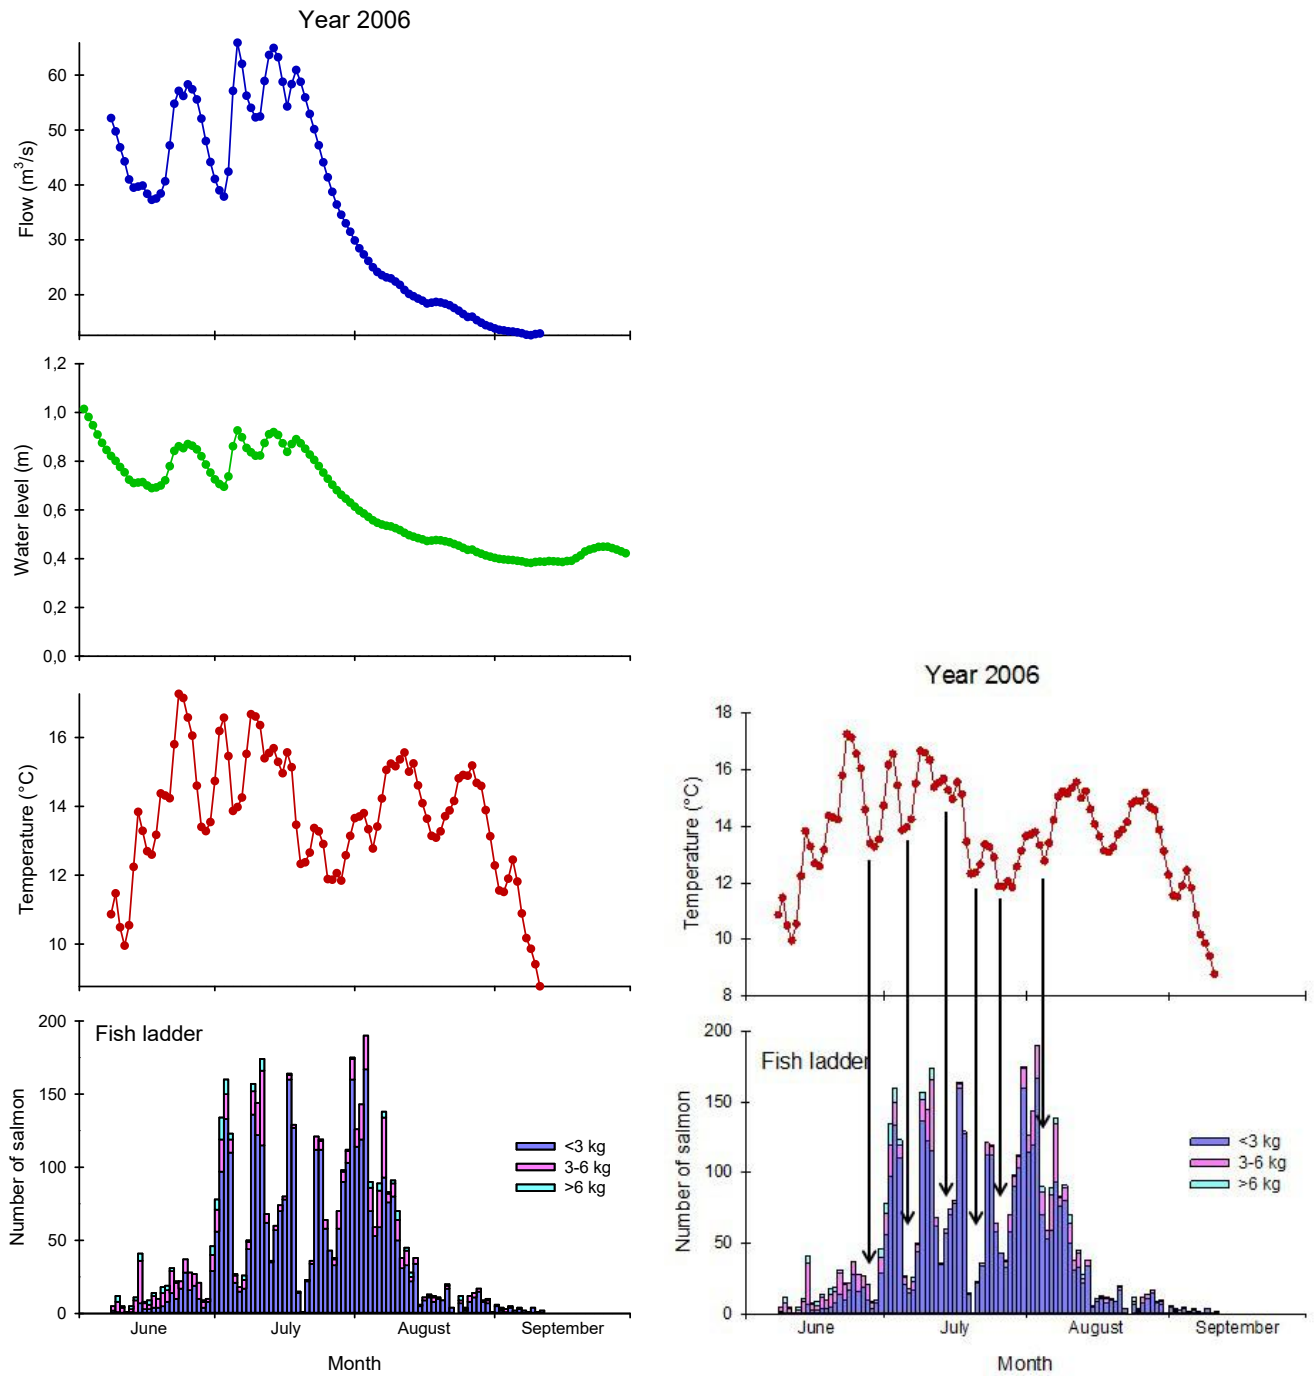 Year 2006
Flow (m³/s)
60
50
40
30
20
Water level (m)
1,2
1,0
0,8
0,6
0,4
0,2
0,0
Temperature (°C)
16
14
12
10
Number of salmon
200
150
100
50
0
Fish ladder
<3 kg
3-6 kg
>6 kg
June July August September
Month
Year 2006
Temperature (°C)
18
16
14
12
10
8
Number of salmon
200
150
100
50
0
Fish ladder
<3 kg
3-6 kg
>6 kg
June July August September
Month